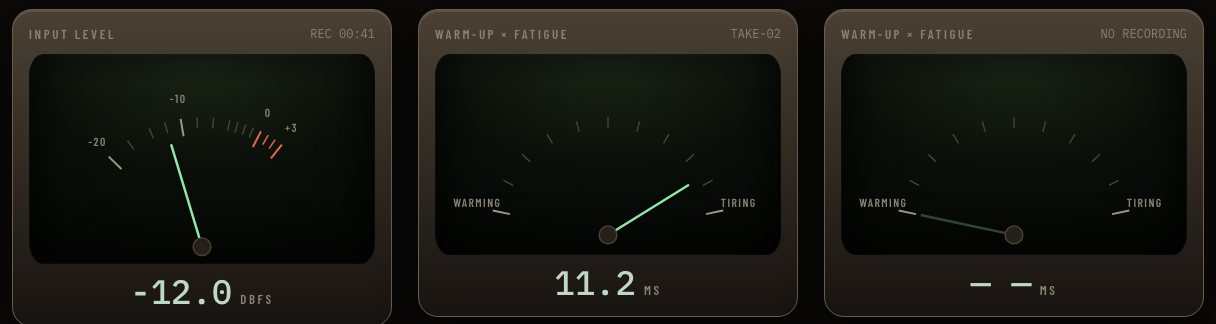 INPUT LEVEL
REC 00:41
-20
-10
0
+3
-12.0 DBFS
WARM-UP × FATIGUE
TAKE-02
WARMING
TIRING
11.2 MS
WARM-UP × FATIGUE
NO RECORDING
WARMING
TIRING
— — MS